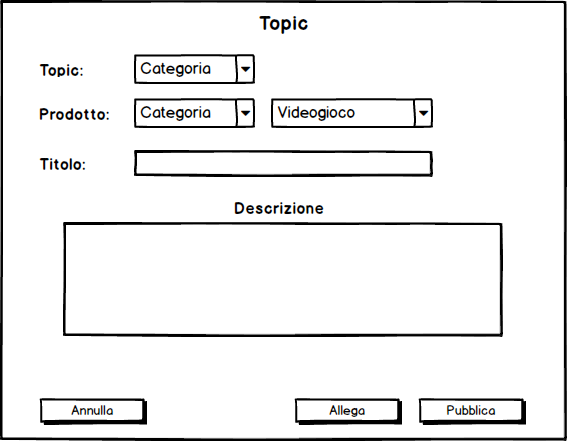 Topic
Topic: Categoria
Prodotto: Categoria Videogioco
Titolo:
Descrizione
Annulla Allega Pubblica